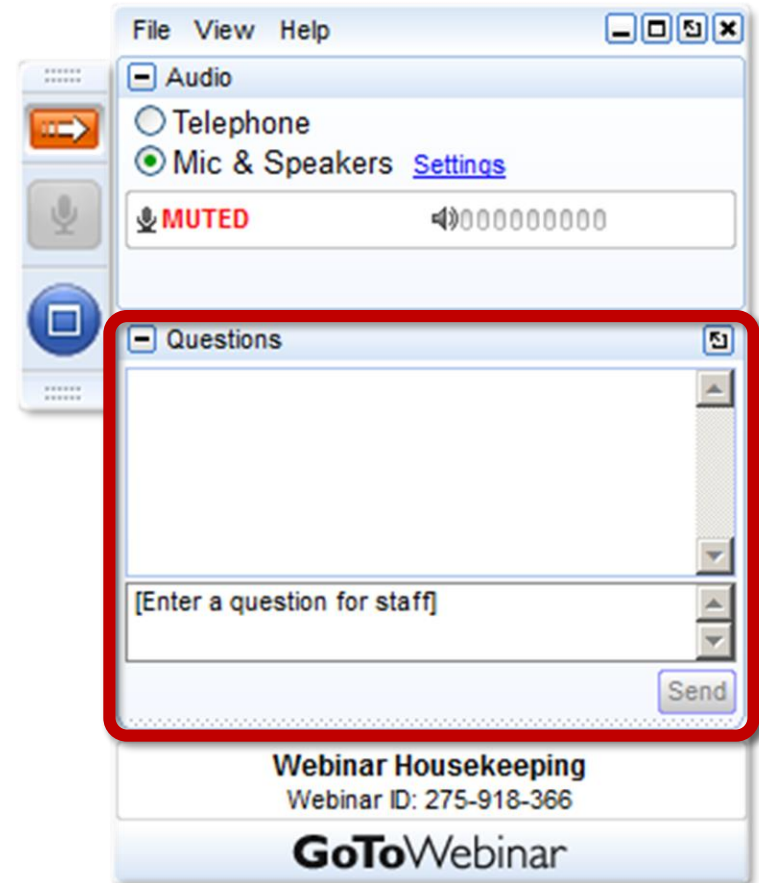 File View Help
Audio
Telephone
Mic & Speakers Settings
MUTED 000000000
Questions
[Enter a question for staff]
Send
Webinar Housekeeping
Webinar ID: 275-918-366
GoToWebinar